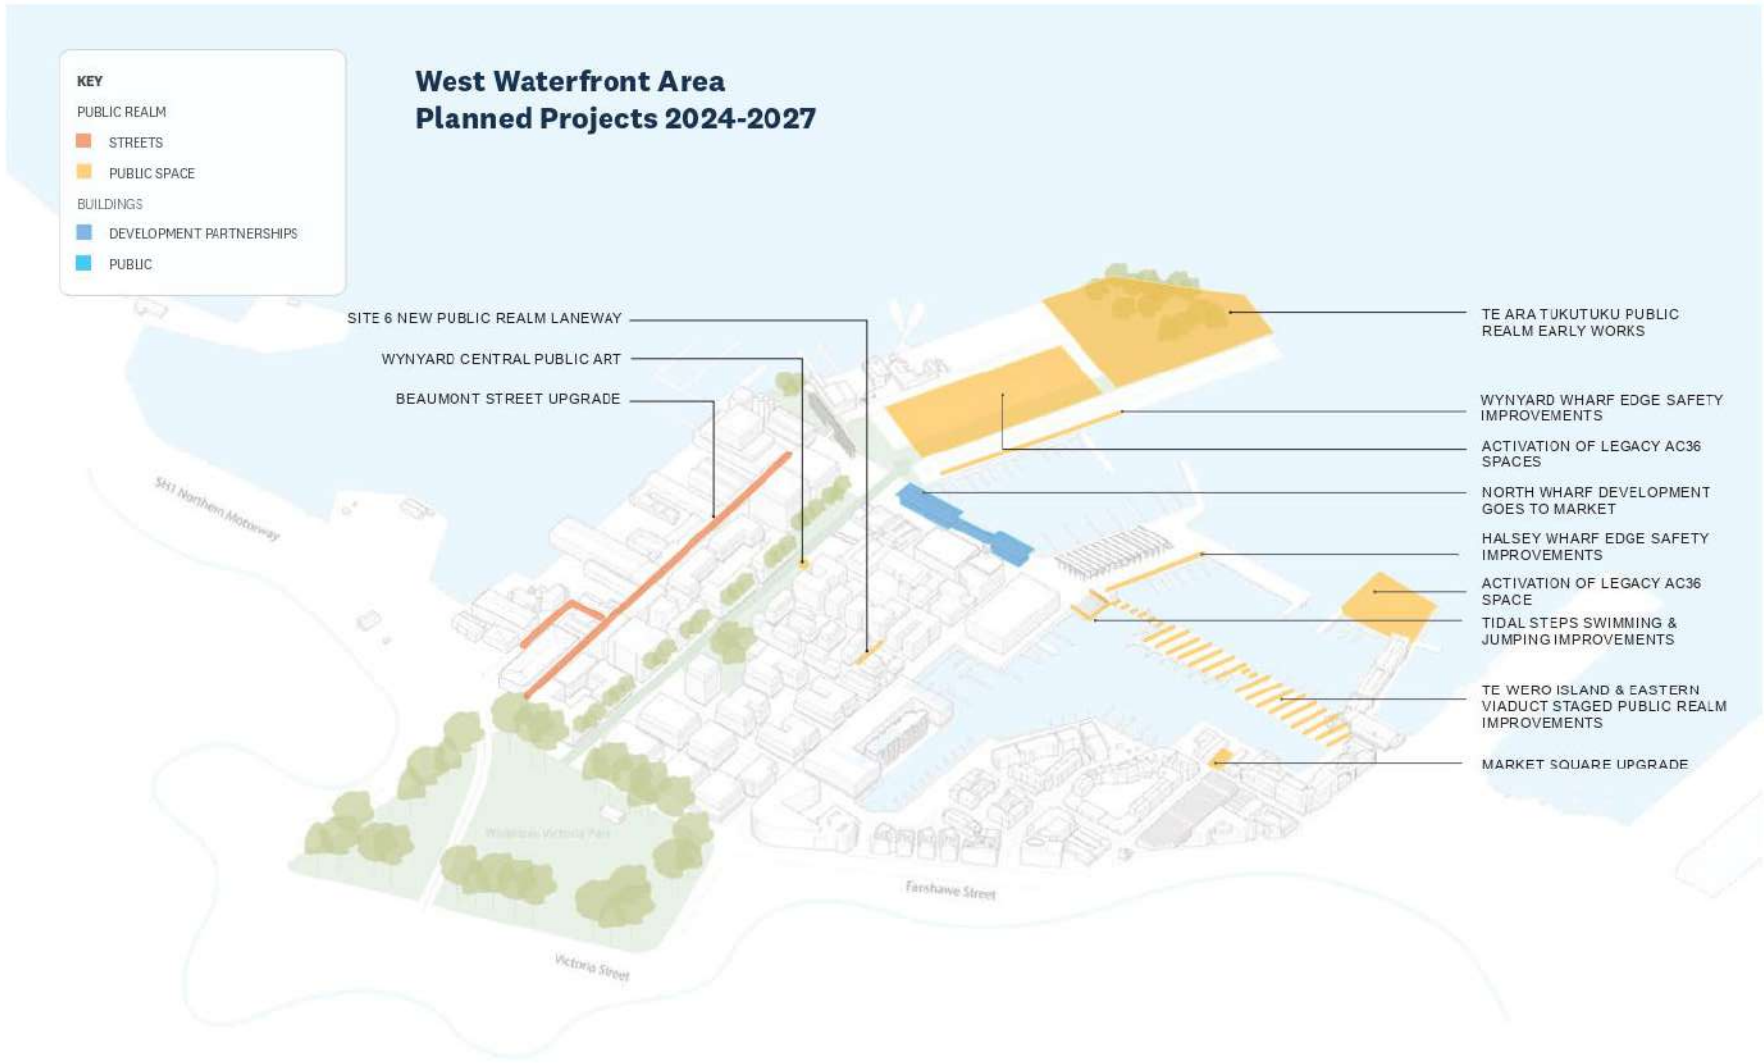 KEY
PUBLIC REALM
STREETS
PUBLIC SPACE
BUILDINGS
DEVELOPMENT PARTNERSHIPS
PUBLIC
West Waterfront Area
Planned Projects 2024-2027
SITE 6 NEW PUBLIC REALM LANEWAY
WYNYARD CENTRAL PUBLIC ART
BEAUMONT STREET UPGRADE
TE ARA TUKUTUKU PUBLIC
REALM EARLY WORKS
WYNYARD WHARF EDGE SAFETY
IMPROVEMENTS
ACTIVATION OF LEGACY AC36
SPACES
NORTH WHARF DEVELOPMENT
GOES TO MARKET
HALSEY WHARF EDGE SAFETY
IMPROVEMENTS
ACTIVATION OF LEGACY AC36
SPACE
TIDAL STEPS SWIMMING &
JUMPING IMPROVEMENTS
TE WERO ISLAND & EASTERN
VIADUCT STAGED PUBLIC REALM
IMPROVEMENTS
MARKET SQUARE UPGRADE
SH1 Northern Motorway
Victoria Park
Fanshawe Street
Victoria Street